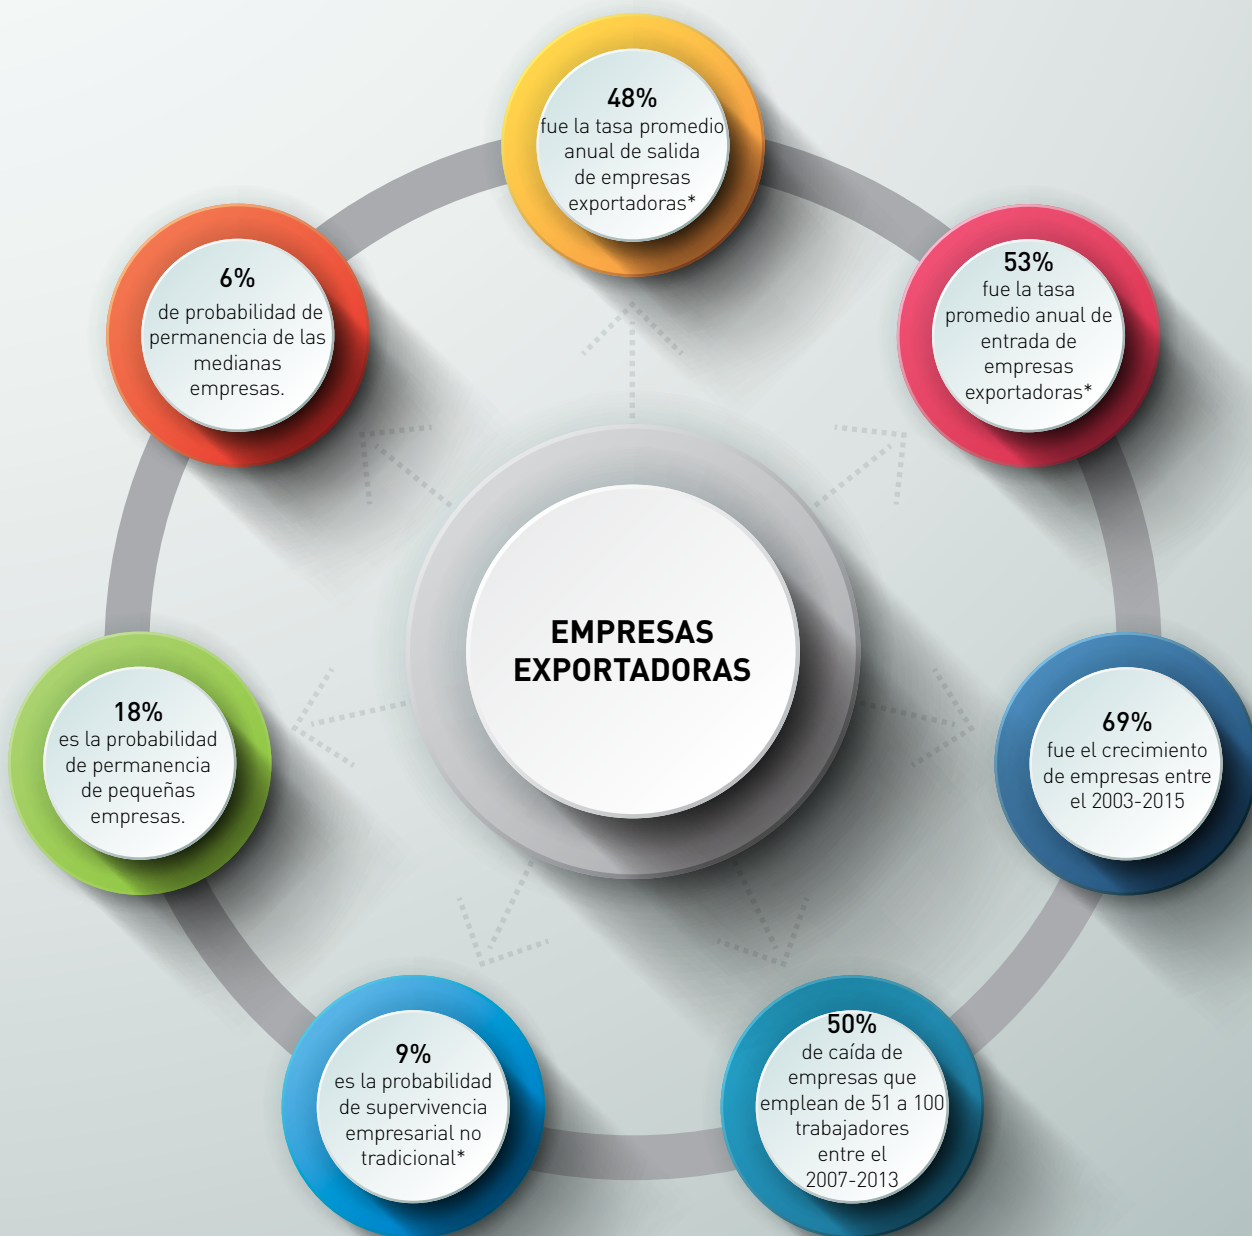 48%
fue la tasa promedio
anual de salida
de empresas
exportadoras*
53%
fue la tasa
promedio anual de
entrada de
empresas
exportadoras*
69%
fue el crecimiento
de empresas entre
el 2003-2015
50%
de caída de
empresas que
emplean de 51 a 100
trabajadores
entre el
2007-2013
9%
es la probabilidad
de supervivencia
empresarial no
tradicional*
18%
es la probabilidad
de permanencia
de pequeñas
empresas.
6%
de probabilidad de
permanencia de las
medianas
empresas.
EMPRESAS
EXPORTADORAS